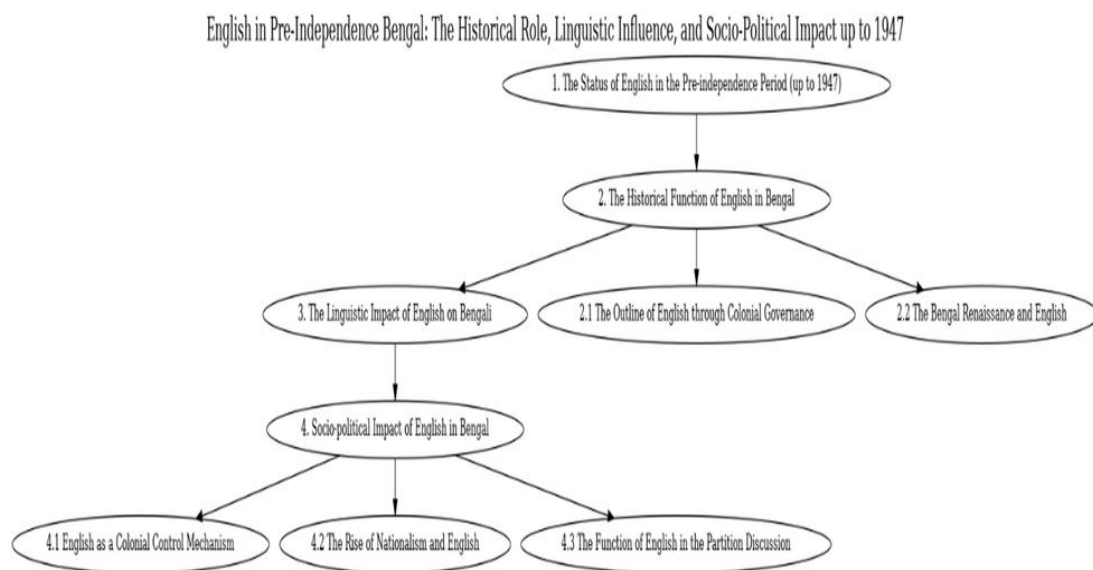 English in Pre-Independence Bengal: The Historical Role, Linguistic Influence, and Socio-Political Impact up to 1947
1. The Status of English in the Pre-independence Period (up to 1947)
2. The Historical Function of English in Bengal
3. The Linguistic Impact of English on Bengali
2.1 The Outline of English through Colonial Governance
2.2 The Bengal Renaissance and English
4. Socio-political Impact of English in Bengal
4.1 English as a Colonial Control Mechanism
4.2 The Rise of Nationalism and English
4.3 The Function of English in the Partition Discussion